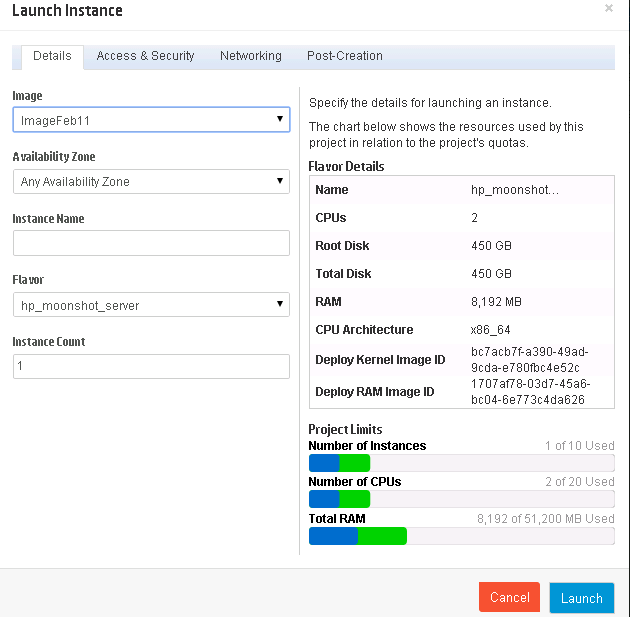 Launch Instance
×
Details Access & Security Networking Post-Creation
Image
ImageFeb11
Availability Zone
Any Availability Zone
Instance Name
Flavor
hp_moonshot_server
Instance Count
1
Specify the details for launching an instance.
The chart below shows the resources used by this
project in relation to the project's quotas.
Flavor Details
Name hp_moonshot...
CPUs 2
Root Disk 450 GB
Total Disk 450 GB
RAM 8,192 MB
CPU Architecture x86_64
Deploy Kernel Image ID bc7acb7f-a390-49ad-
9cda-e780fbc4e52c
Deploy RAM Image ID 1707af78-03d7-45a6-
bc04-6e773c4da626
Project Limits
Number of Instances 1 of 10 Used
Number of CPUs 2 of 20 Used
Total RAM 8,192 of 51,200 MB Used
Cancel Launch